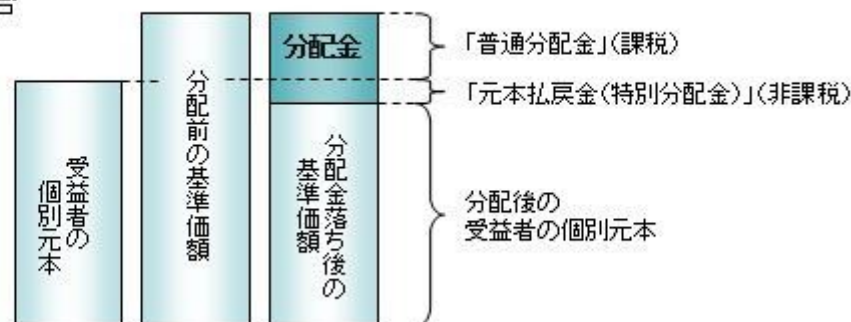 分配金
「普通分配金」(課税)
「元本払戻金(特別分配金)」(非課税)
受益者の
個別元本
分配前の基準価額
分配金落ち後の
基準価額
分配後の
受益者の個別元本